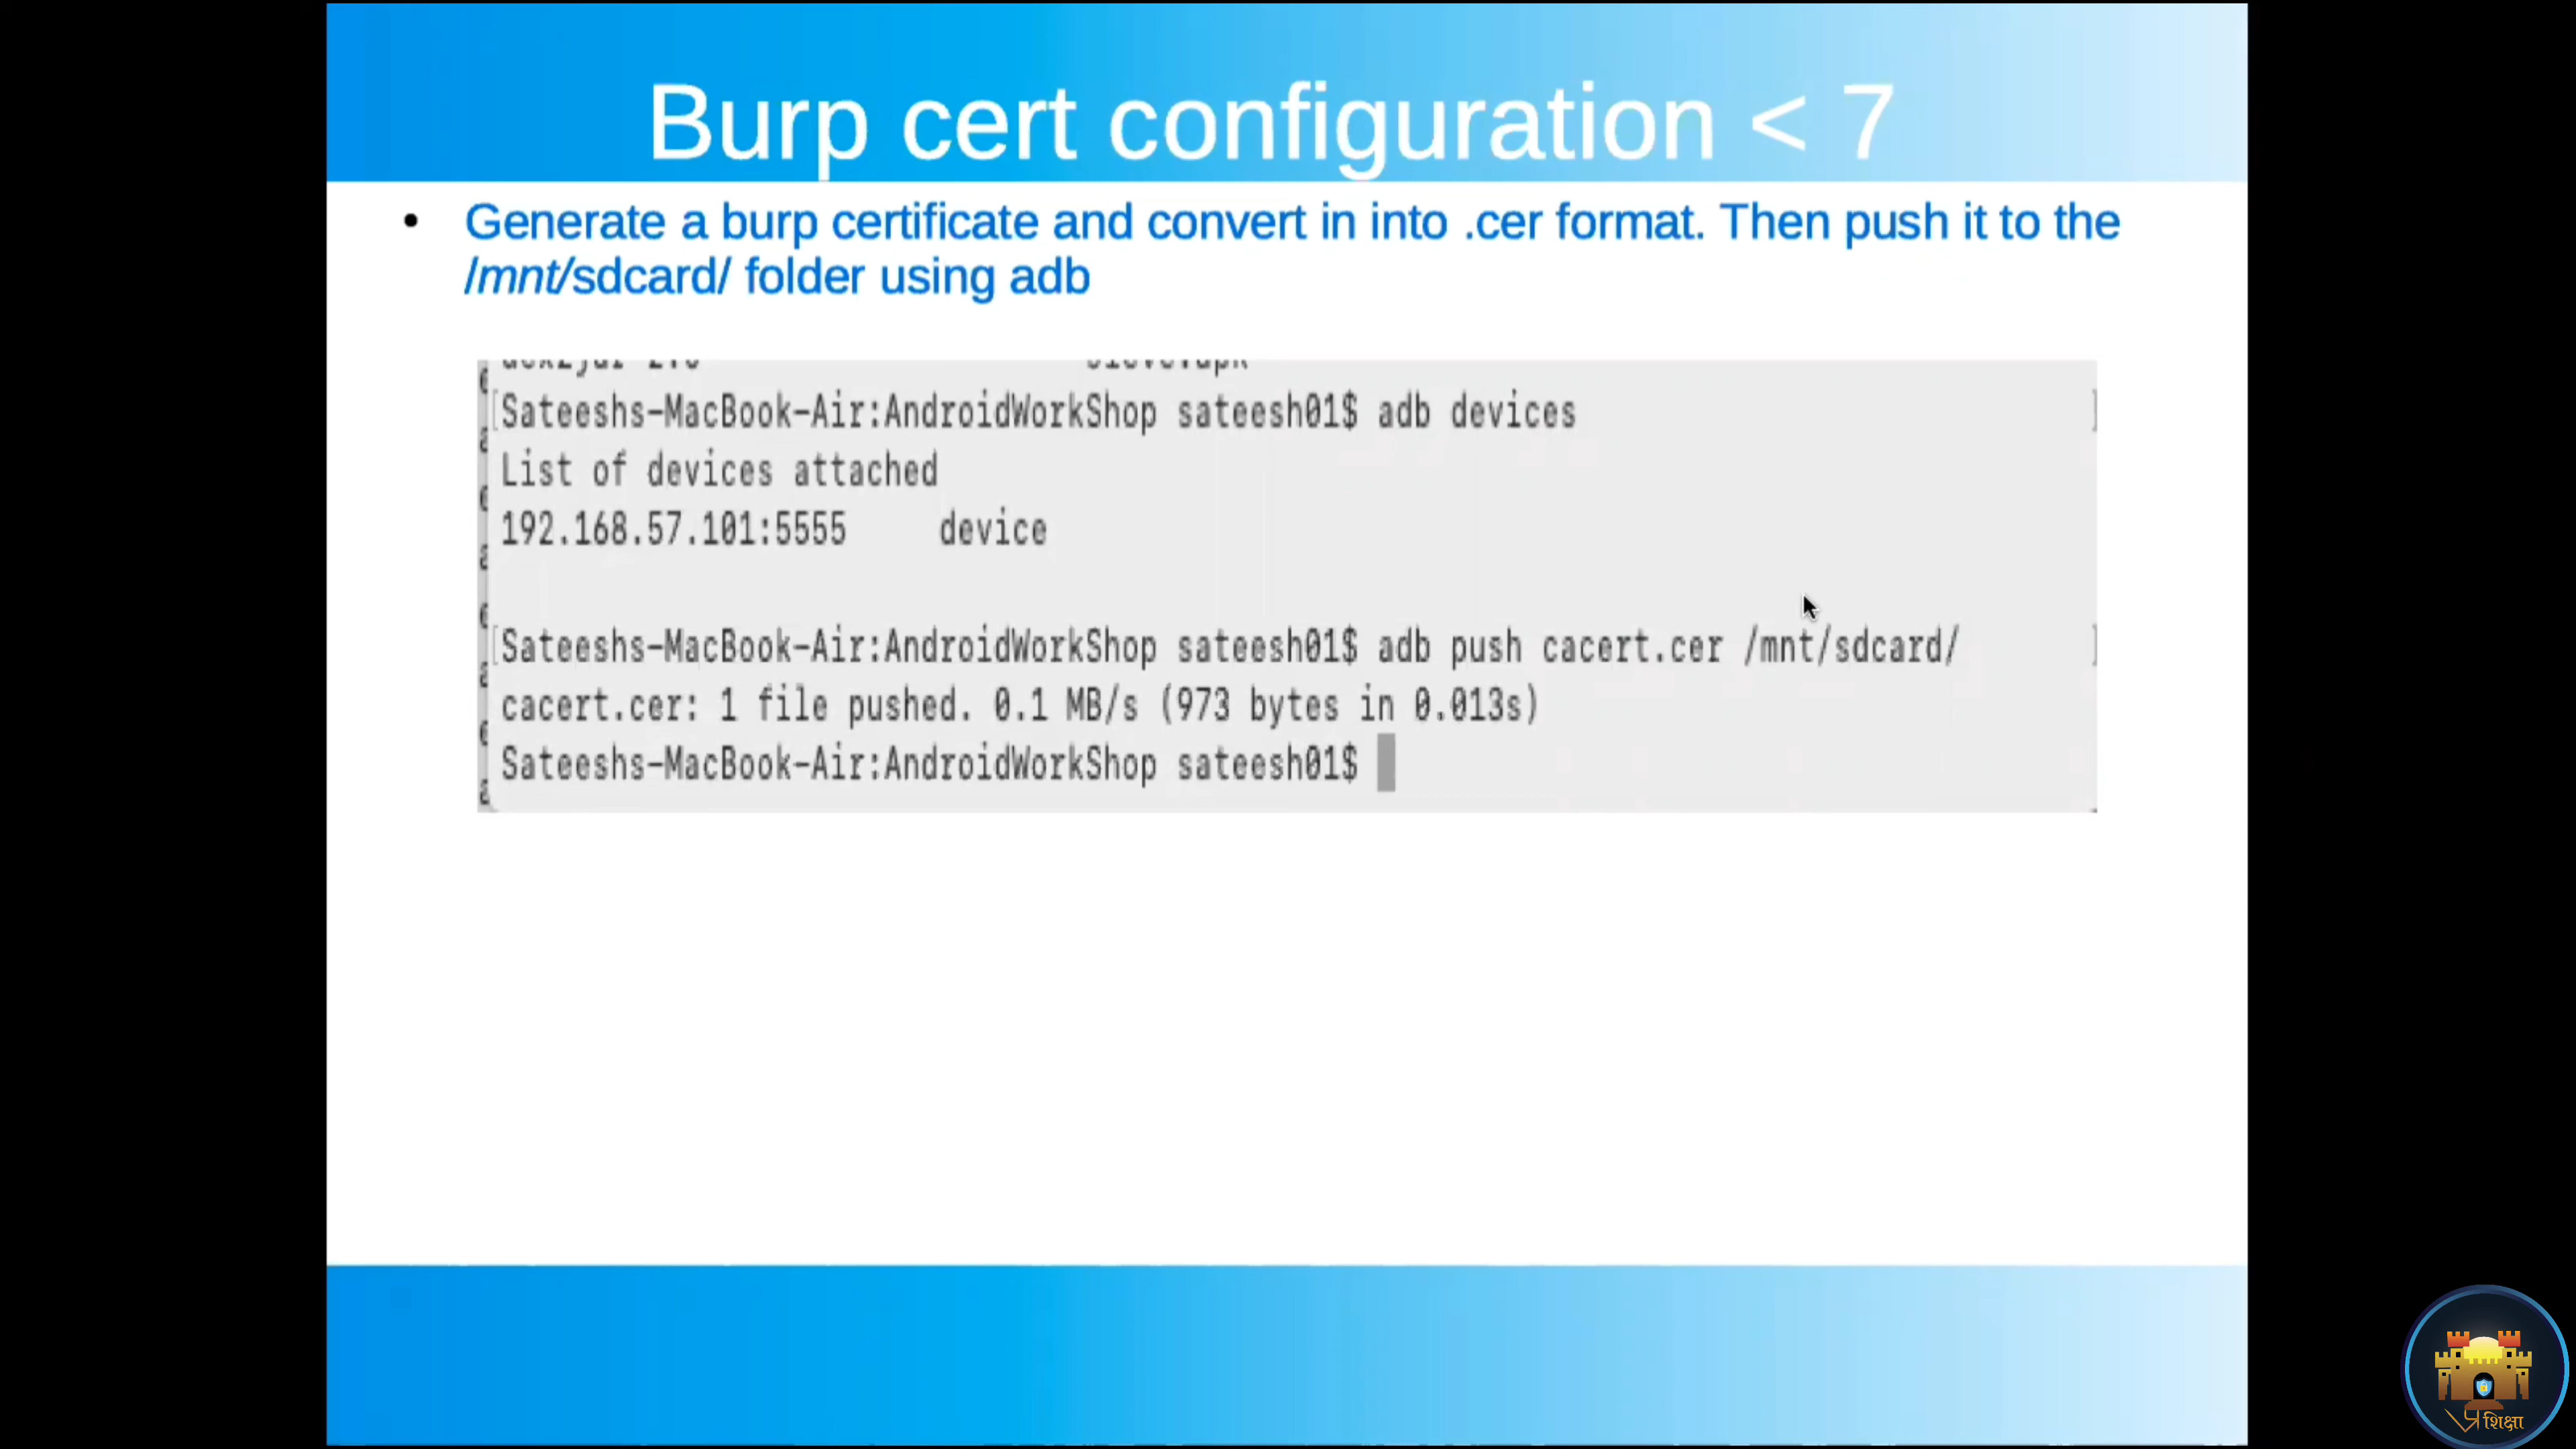 Burp cert configuration < 7
• Generate a burp certificate and convert in into .cer format. Then push it to the
/mnt/sdcard/ folder using adb
[Sateeshs-MacBook-Air:AndroidWorkShop sateesh01$ adb devices ]
List of devices attached
192.168.57.101:5555 device
[Sateeshs-MacBook-Air:AndroidWorkShop sateesh01$ adb push cacert.cer /mnt/sdcard/ ]
cacert.cer: 1 file pushed. 0.1 MB/s (973 bytes in 0.013s)
Sateeshs-MacBook-Air:AndroidWorkShop sateesh01$
प्रशिक्षा